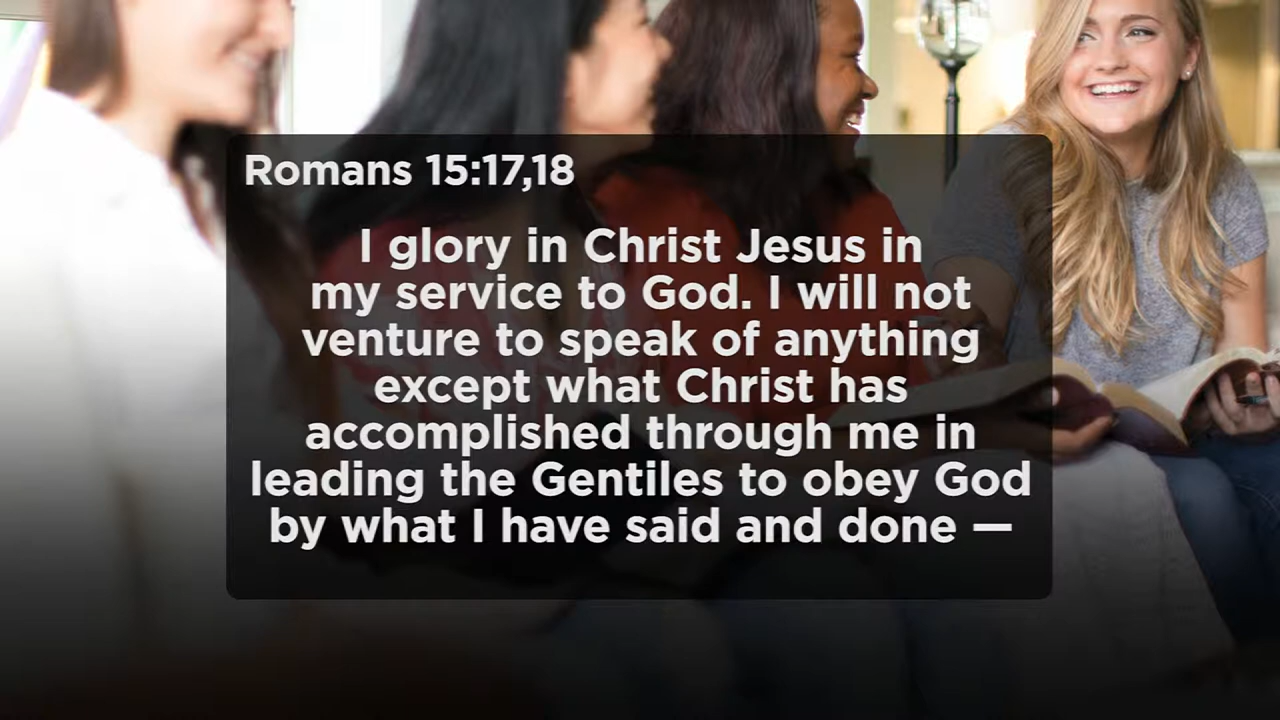 Romans 15:17,18
I glory in Christ Jesus in
my service to God. I will not
venture to speak of anything
except what Christ has
accomplished through me in
leading the Gentiles to obey God
by what I have said and done —